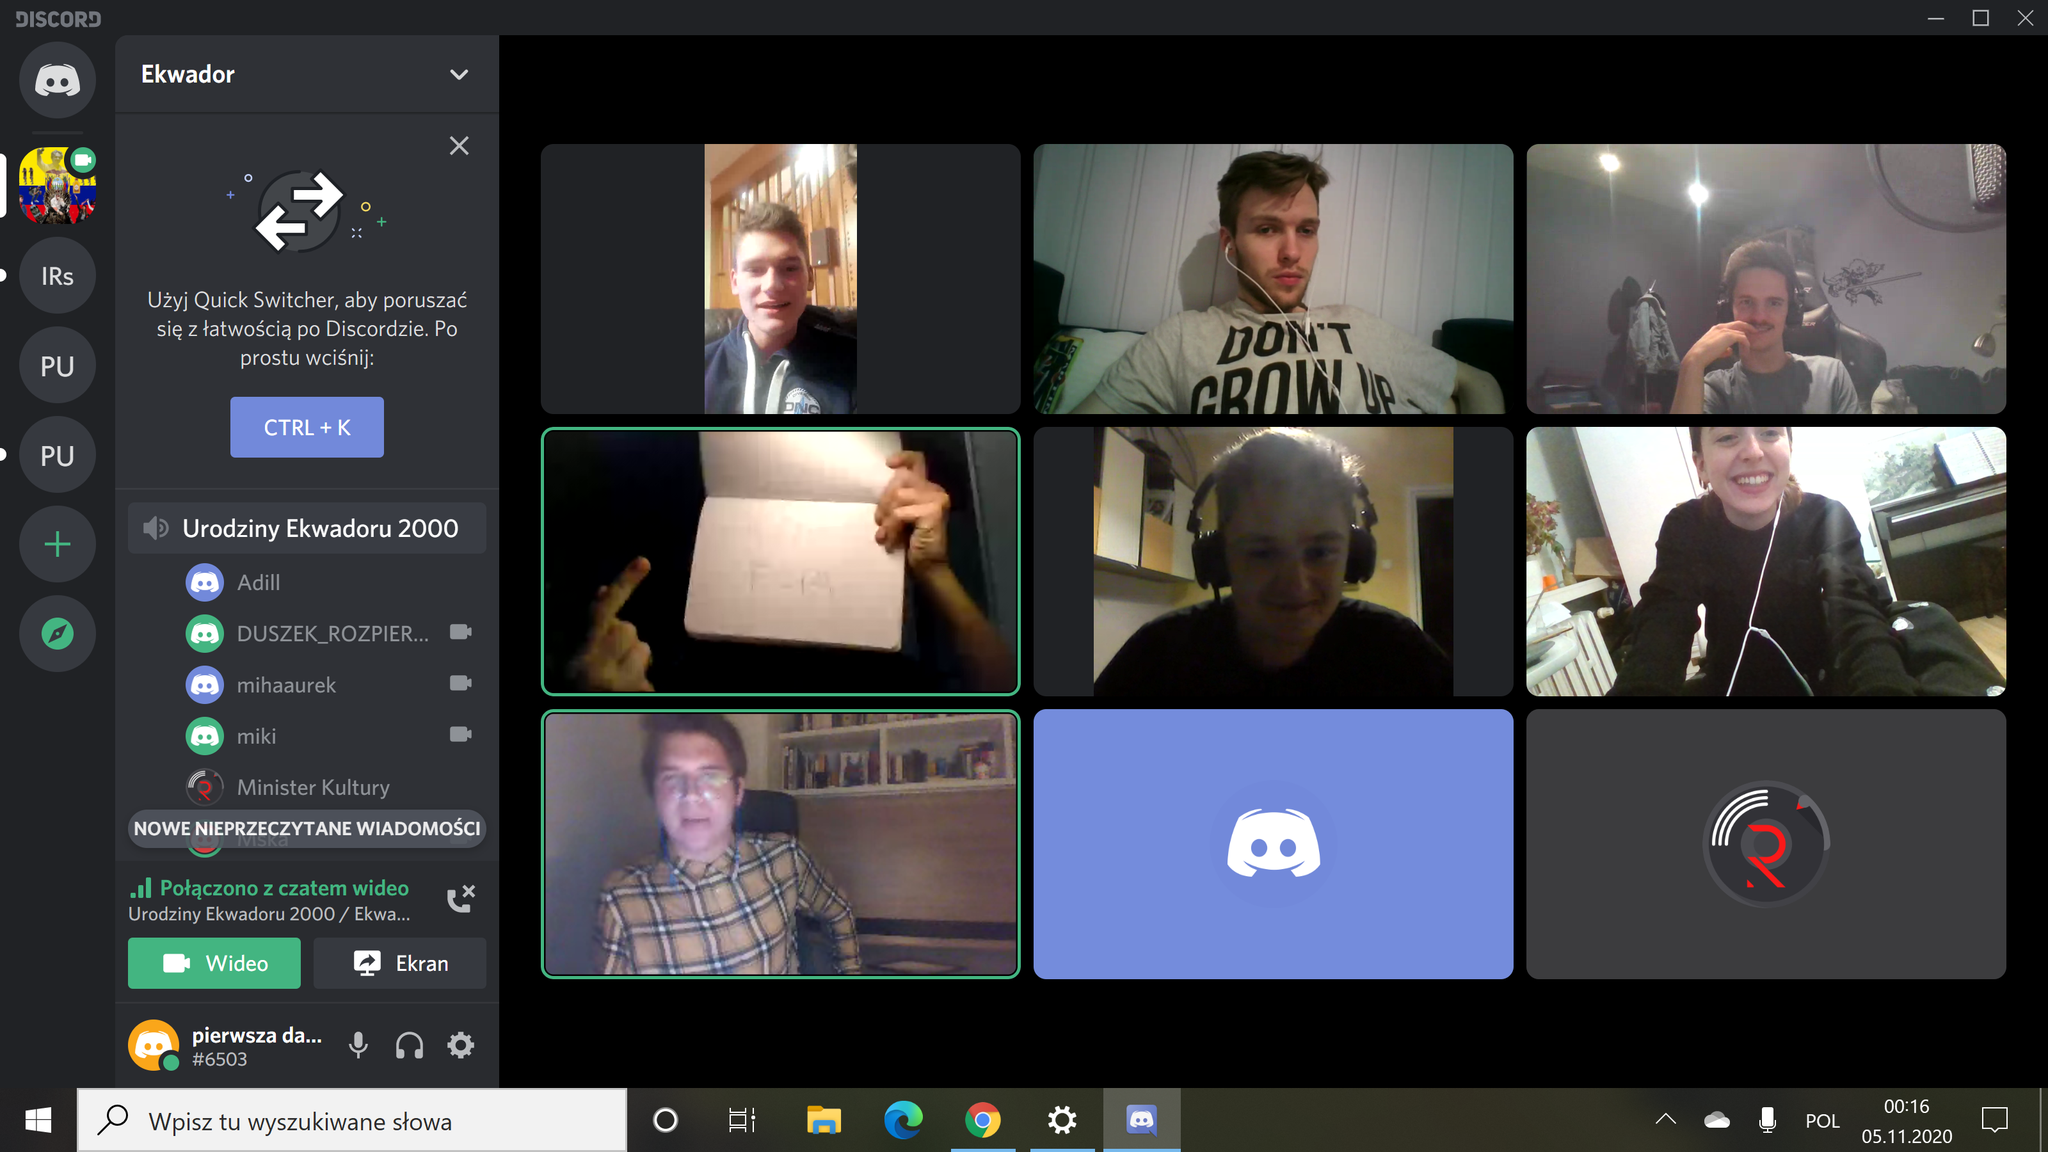 DISCORD
Ekwador
Użyj Quick Switcher, aby poruszać
się z łatwością po Discordzie. Po
prostu wciśnij:
CTRL + K
IRs
PU
PU
Urodziny Ekwadoru 2000
Adill
DUSZEK_ROZPIER...
mihaaurek
miki
Minister Kultury
NOWE NIEPRZECZYTANE WIADOMOŚCI
Mska
Połączono z czatem wideo
Urodziny Ekwadoru 2000 / Ekwa...
Wideo
Ekran
pierwsza da...
#6503
DON'T
GROW UP
PNG
R
Wpisz tu wyszukiwane słowa
POL
00:16
05.11.2020